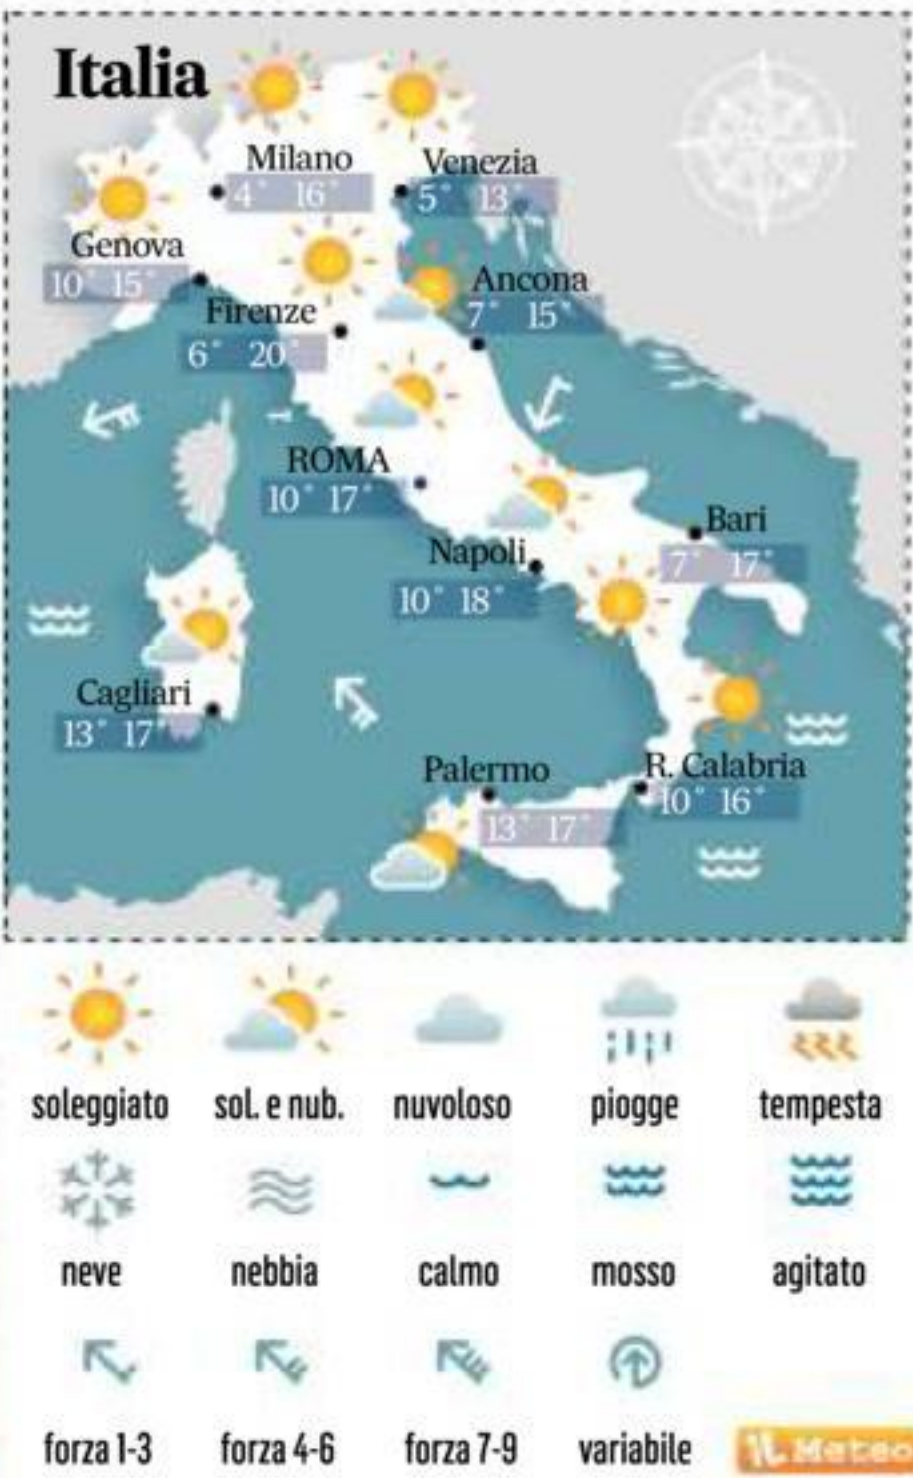 Italia
Milano
4° 16°
Venezia
5° 13°
Genova
10° 15°
Firenze
6° 20°
Ancona
7° 15°
ROMA
10° 17°
Bari
7° 17°
Napoli
10° 18°
Cagliari
13° 17°
Palermo
13° 17°
R. Calabria
10° 16°
soleggiato sol. e nub. nuvoloso piogge tempesta
neve nebbia calmo mosso agitato
forza 1-3 forza 4-6 forza 7-9 variabile
iL Meteo